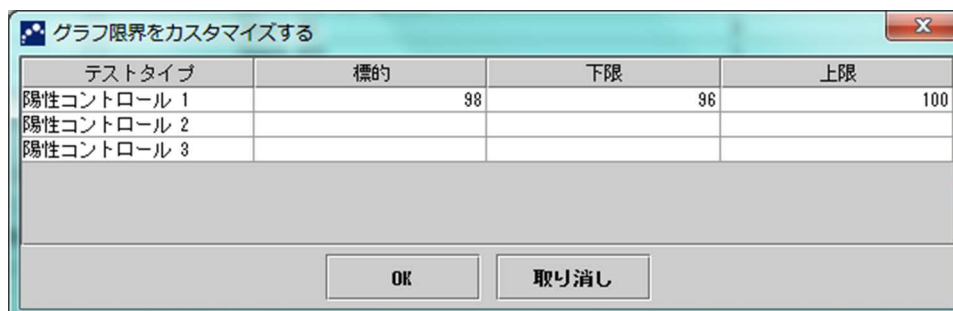 グラフ限界をカスタマイズする
テストタイプ 標的 下限 上限
陽性コントロール 1 98 96 100
陽性コントロール 2
陽性コントロール 3
OK 取り消し